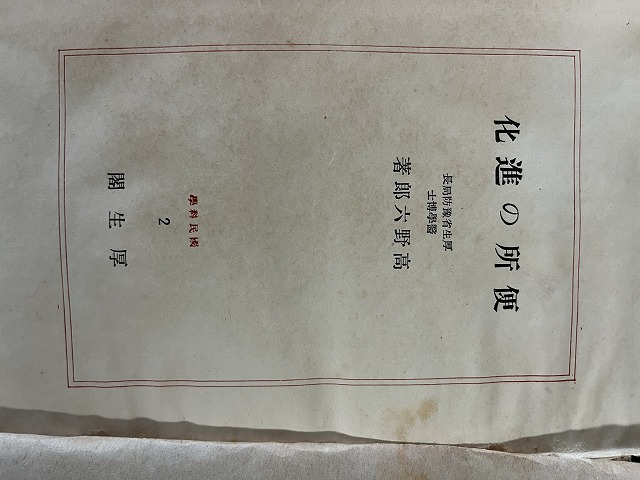 便所の進化
厚生省豫防局長
醫學博士
高野六郎著
國民科學
2
厚生閣